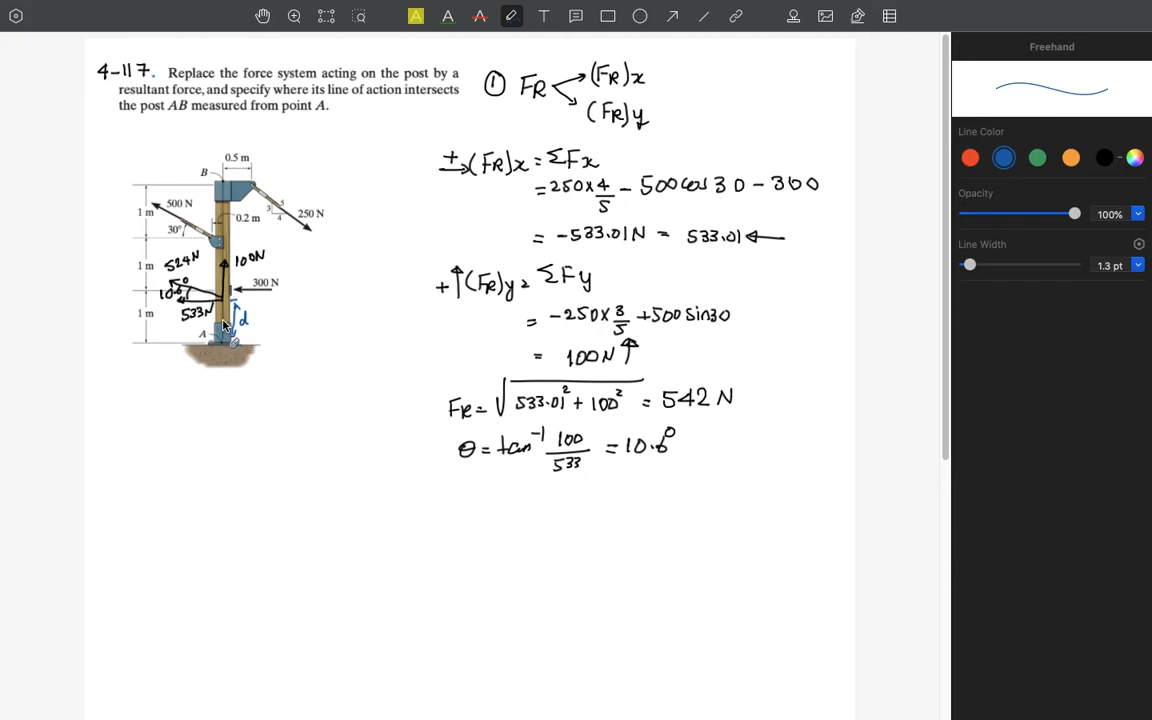 Freehand
Line Color
Opacity
100%
Line Width
1.3 pt
4-117. Replace the force system acting on the post by a
resultant force, and specify where its line of action intersects
the post AB measured from point A.
0.5 m
B
500 N
3 5
4
250 N
1 m
0.2 m
30°
1 m
524N
100N
10.6°
300 N
533N
1 m
d
A
① FR (FR)x
(FR)y
+→ (FR)x = ΣFx
= 250 × 4/5 - 500 cos 30 - 300
= -533.01 N = 533.01 ←
+↑ (FR)y = ΣFy
= -250 × 3/5 + 500 sin 30
= 100 N ↑
FR = √(533.01² + 100²) = 542 N
θ = tan⁻¹ 100/533 = 10.6°